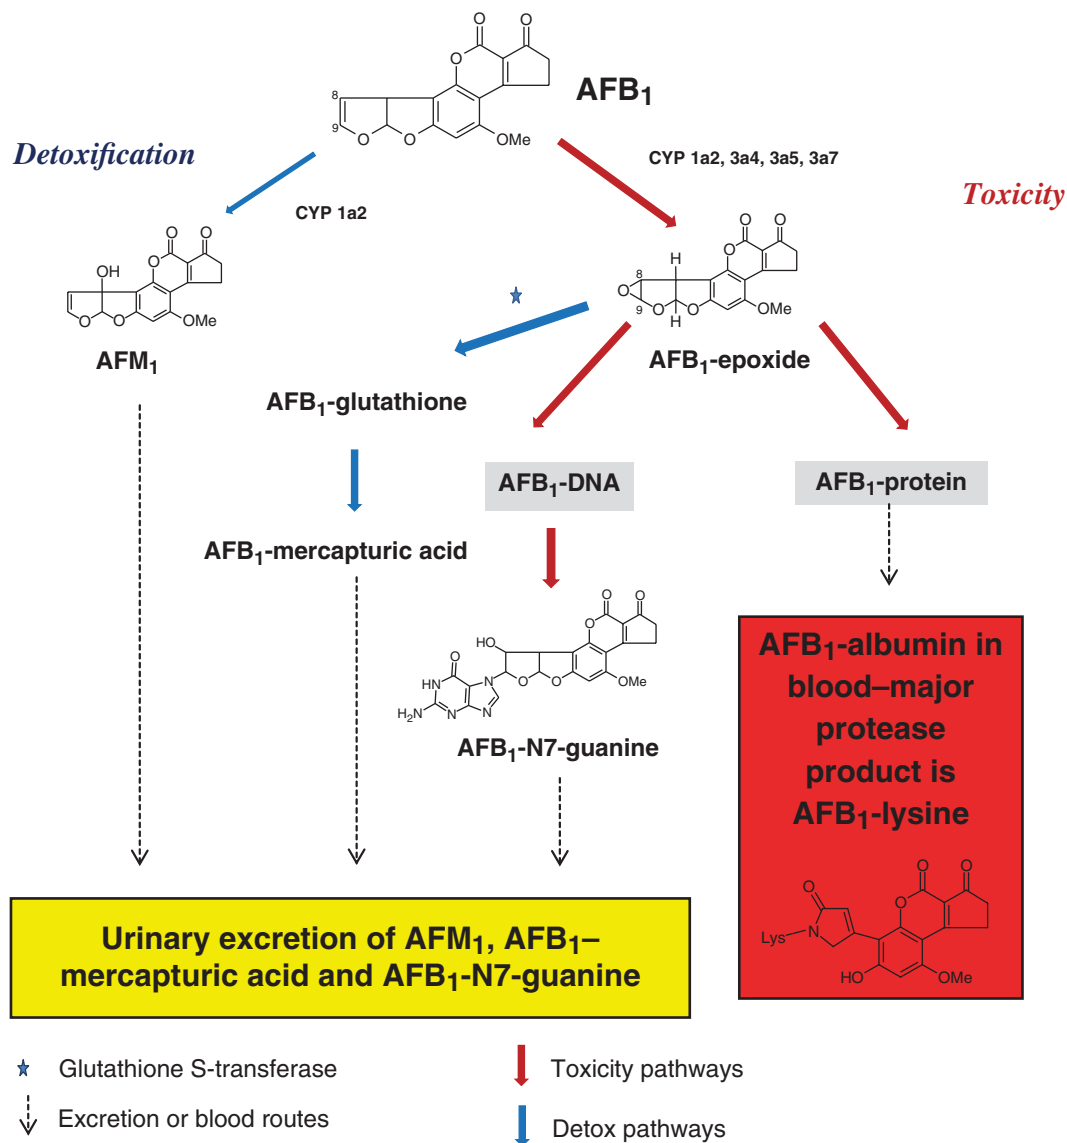 O
O
O
8
9
O
O
OMe
AFB1
Detoxification
CYP 1a2, 3a4, 3a5, 3a7
Toxicity
CYP 1a2
O
O
O
OH
O
O
OMe
AFM1
O
O
O
H
8
O
9
O
O
H
OMe
AFB1-epoxide
AFB1-glutathione
AFB1-DNA
AFB1-protein
AFB1-mercapturic acid
O
O
O
HO
O
HN
N
H2N
N
N
O
O
OMe
AFB1-N7-guanine
AFB1-albumin in
blood–major
protease
product is
AFB1-lysine
O
O
O
O
Lys
N
HO
OMe
Urinary excretion of AFM1, AFB1–
mercapturic acid and AFB1-N7-guanine
Glutathione S-transferase
Toxicity pathways
Excretion or blood routes
Detox pathways